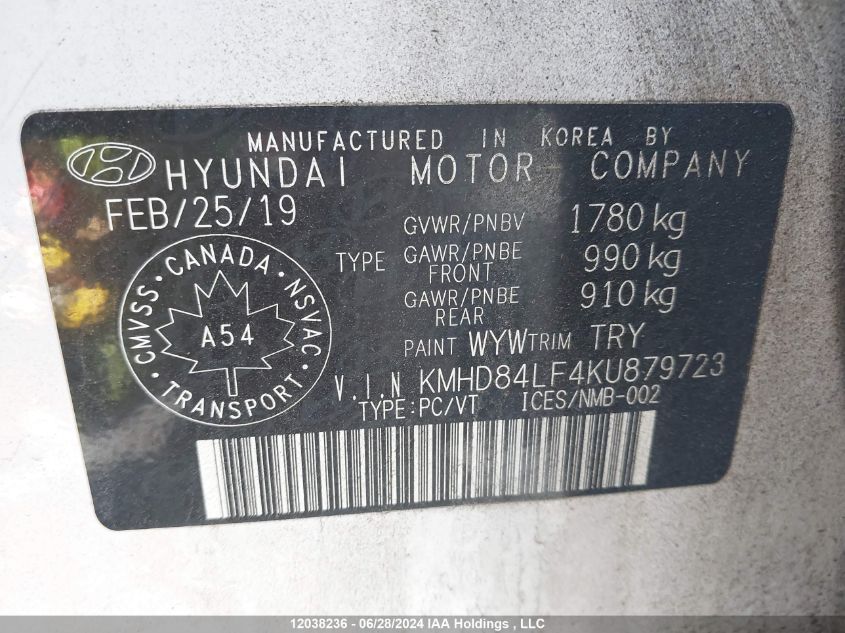 MANUFACTURED IN KOREA BY
HYUNDAI MOTOR COMPANY
FEB/25/19
GVWR/PNBV 1780 kg
TYPE GAWR/PNBE FRONT 990 kg
GAWR/PNBE REAR 910 kg
CMVSS · CANADA · NSVAC
A54
TRANSPORT
PAINT WYW TRIM TRY
V.I.N KMHD84LF4KU879723
TYPE:PC/VT ICES/NMB-002
12038236 - 06/28/2024 IAA Holdings , LLC